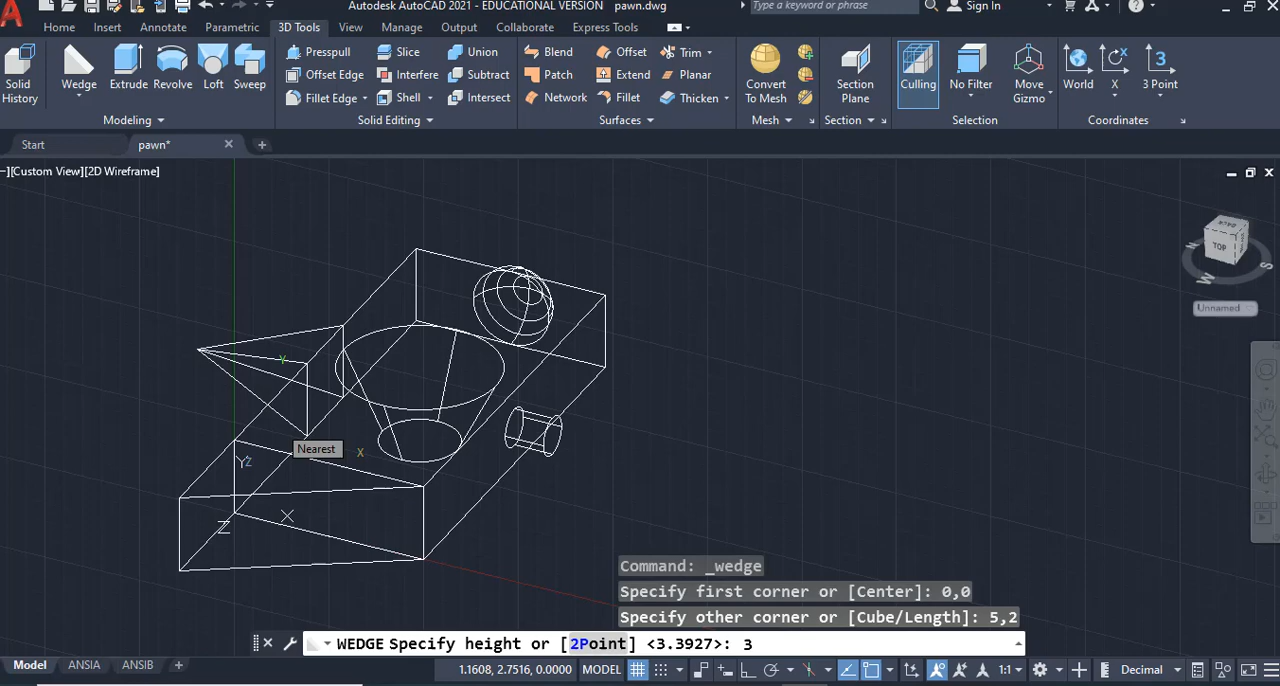 Autodesk AutoCAD 2021 - EDUCATIONAL VERSION pawn.dwg
Type a keyword or phrase
Sign In
Home Insert Annotate Parametric 3D Tools View Manage Output Collaborate Express Tools
Solid History
Wedge
Extrude
Revolve
Loft
Sweep
Presspull
Offset Edge
Fillet Edge
Slice
Interfere
Shell
Union
Subtract
Intersect
Blend
Patch
Network
Offset
Extend
Fillet
Trim
Planar
Thicken
Convert To Mesh
Section Plane
Culling
No Filter
Move Gizmo
World
X
3 Point
Modeling
Solid Editing
Surfaces
Mesh
Section
Selection
Coordinates
Start
pawn*
–][Custom View][2D Wireframe]
TOP
BACK
N
S
W
Unnamed
Y
X
Nearest
Y
Z
Z
X
Command: _wedge
Specify first corner or [Center]: 0,0
Specify other corner or [Cube/Length]: 5,2
WEDGE Specify height or [2Point] <3.3927>: 3
Model ANSIA ANSIB +
1.1608, 2.7516, 0.0000 MODEL 1:1 Decimal